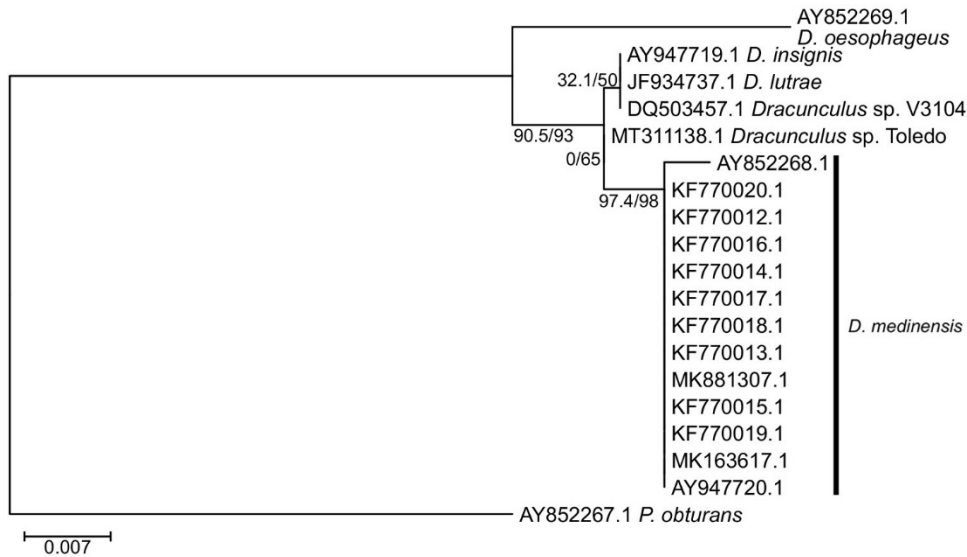 AY852269.1
D. oesophageus
AY947719.1 D. insignis
32.1/50
JF934737.1 D. lutrae
DQ503457.1 Dracunculus sp. V3104
90.5/93
MT311138.1 Dracunculus sp. Toledo
0/65
AY852268.1
97.4/98
KF770020.1
KF770012.1
KF770016.1
KF770014.1
KF770017.1
KF770018.1
D. medinensis
KF770013.1
MK881307.1
KF770015.1
KF770019.1
MK163617.1
AY947720.1
AY852267.1 P. obturans
0.007